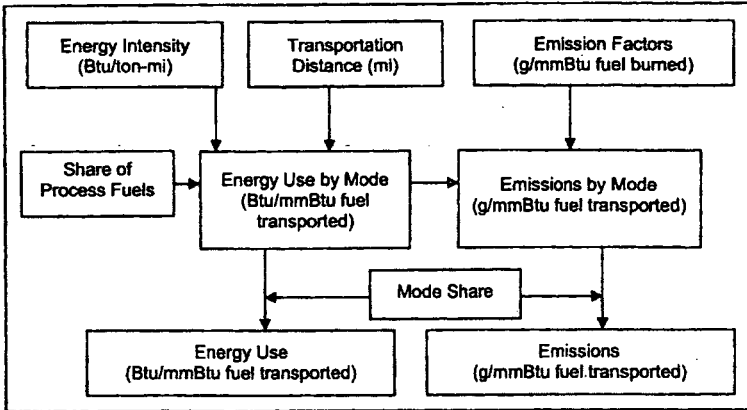 Energy Intensity
(Btu/ton-mi)
Transportation
Distance (mi)
Emission Factors
(g/mmBtu fuel burned)
Share of
Process Fuels
Energy Use by Mode
(Btu/mmBtu fuel
transported)
Emissions by Mode
(g/mmBtu fuel transported)
Mode Share
Energy Use
(Btu/mmBtu fuel transported)
Emissions
(g/mmBtu fuel transported)